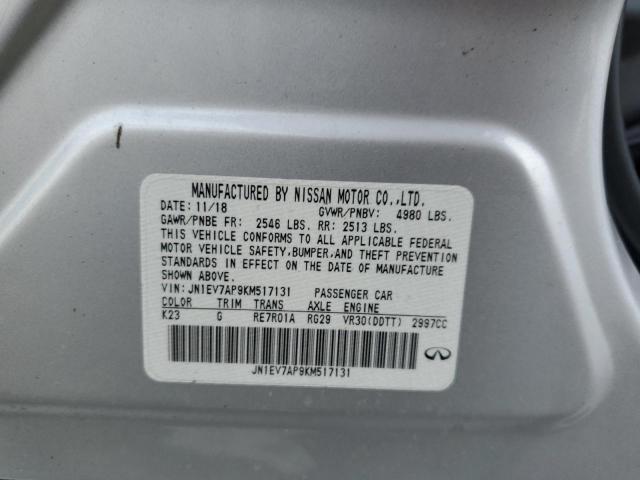 MANUFACTURED BY NISSAN MOTOR CO.,LTD.
DATE: 11/18 GVWR/PNBV: 4980 LBS.
GAWR/PNBE FR: 2546 LBS. RR: 2513 LBS.
THIS VEHICLE CONFORMS TO ALL APPLICABLE FEDERAL
MOTOR VEHICLE SAFETY,BUMPER,AND THEFT PREVENTION
STANDARDS IN EFFECT ON THE DATE OF MANUFACTURE
SHOWN ABOVE.
VIN: JN1EV7AP9KM517131 PASSENGER CAR
COLOR TRIM TRANS AXLE ENGINE
K23 G RE7R01A RG29 VR30(DDTT) 2997CC
JN1EV7AP9KM517131